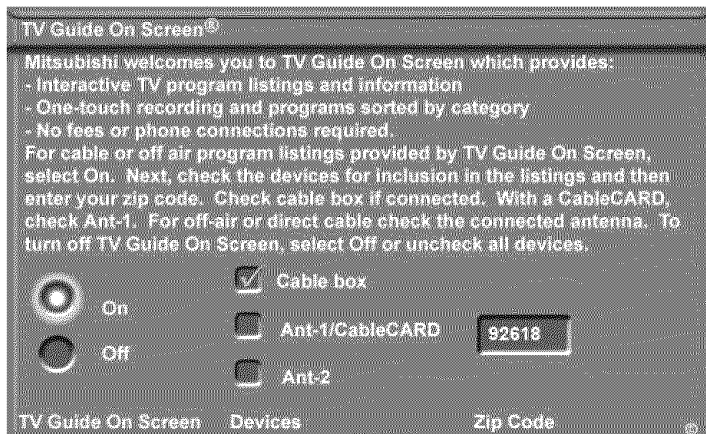 TV Guide On Screen®
Mitsubishi welcomes you to TV Guide On Screen which provides:
- Interactive TV program listings and information
- One-touch recording and programs sorted by category
- No fees or phone connections required.
For cable or off air program listings provided by TV Guide On Screen,
select On. Next, check the devices for inclusion in the listings and then
enter your zip code. Check cable box if connected. With a CableCARD,
check Ant-1. For off-air or direct cable check the connected antenna. To
turn off TV Guide On Screen, select Off or uncheck all devices.
Cable box
On
Ant-1/CableCARD
92618
Off
Ant-2
TV Guide On Screen Devices Zip Code ®